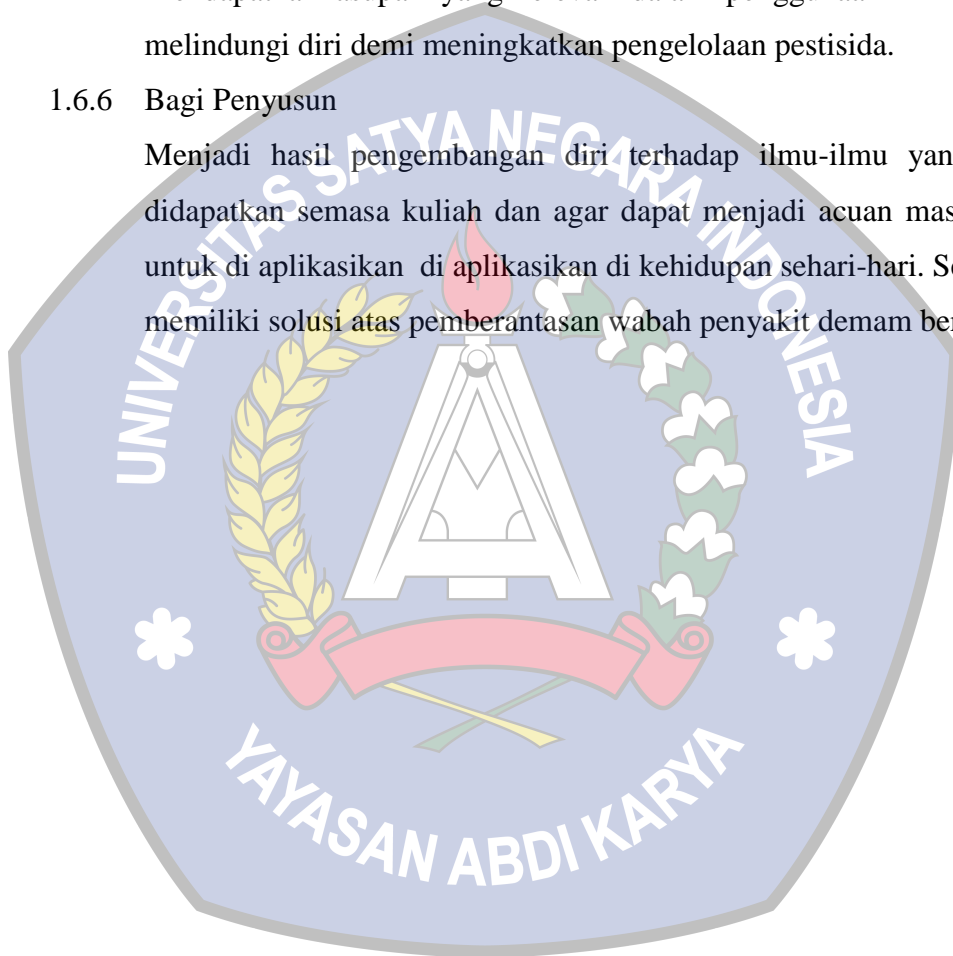 melindungi diri demi meningkatkan pengelolaan pestisida.
1.6.6 Bagi Penyusun
Menjadi hasil pengembangan diri terhadap ilmu-ilmu
didapatkan semasa kuliah dan agar dapat menjadi acuan
untuk di aplikasikan di aplikasikan di kehidupan sehari-hari.
memiliki solusi atas pemberantasan wabah penyakit demam
UNIVERSITAS SATYA NEGARA INDONESIA
YAYASAN ABDI KARYA